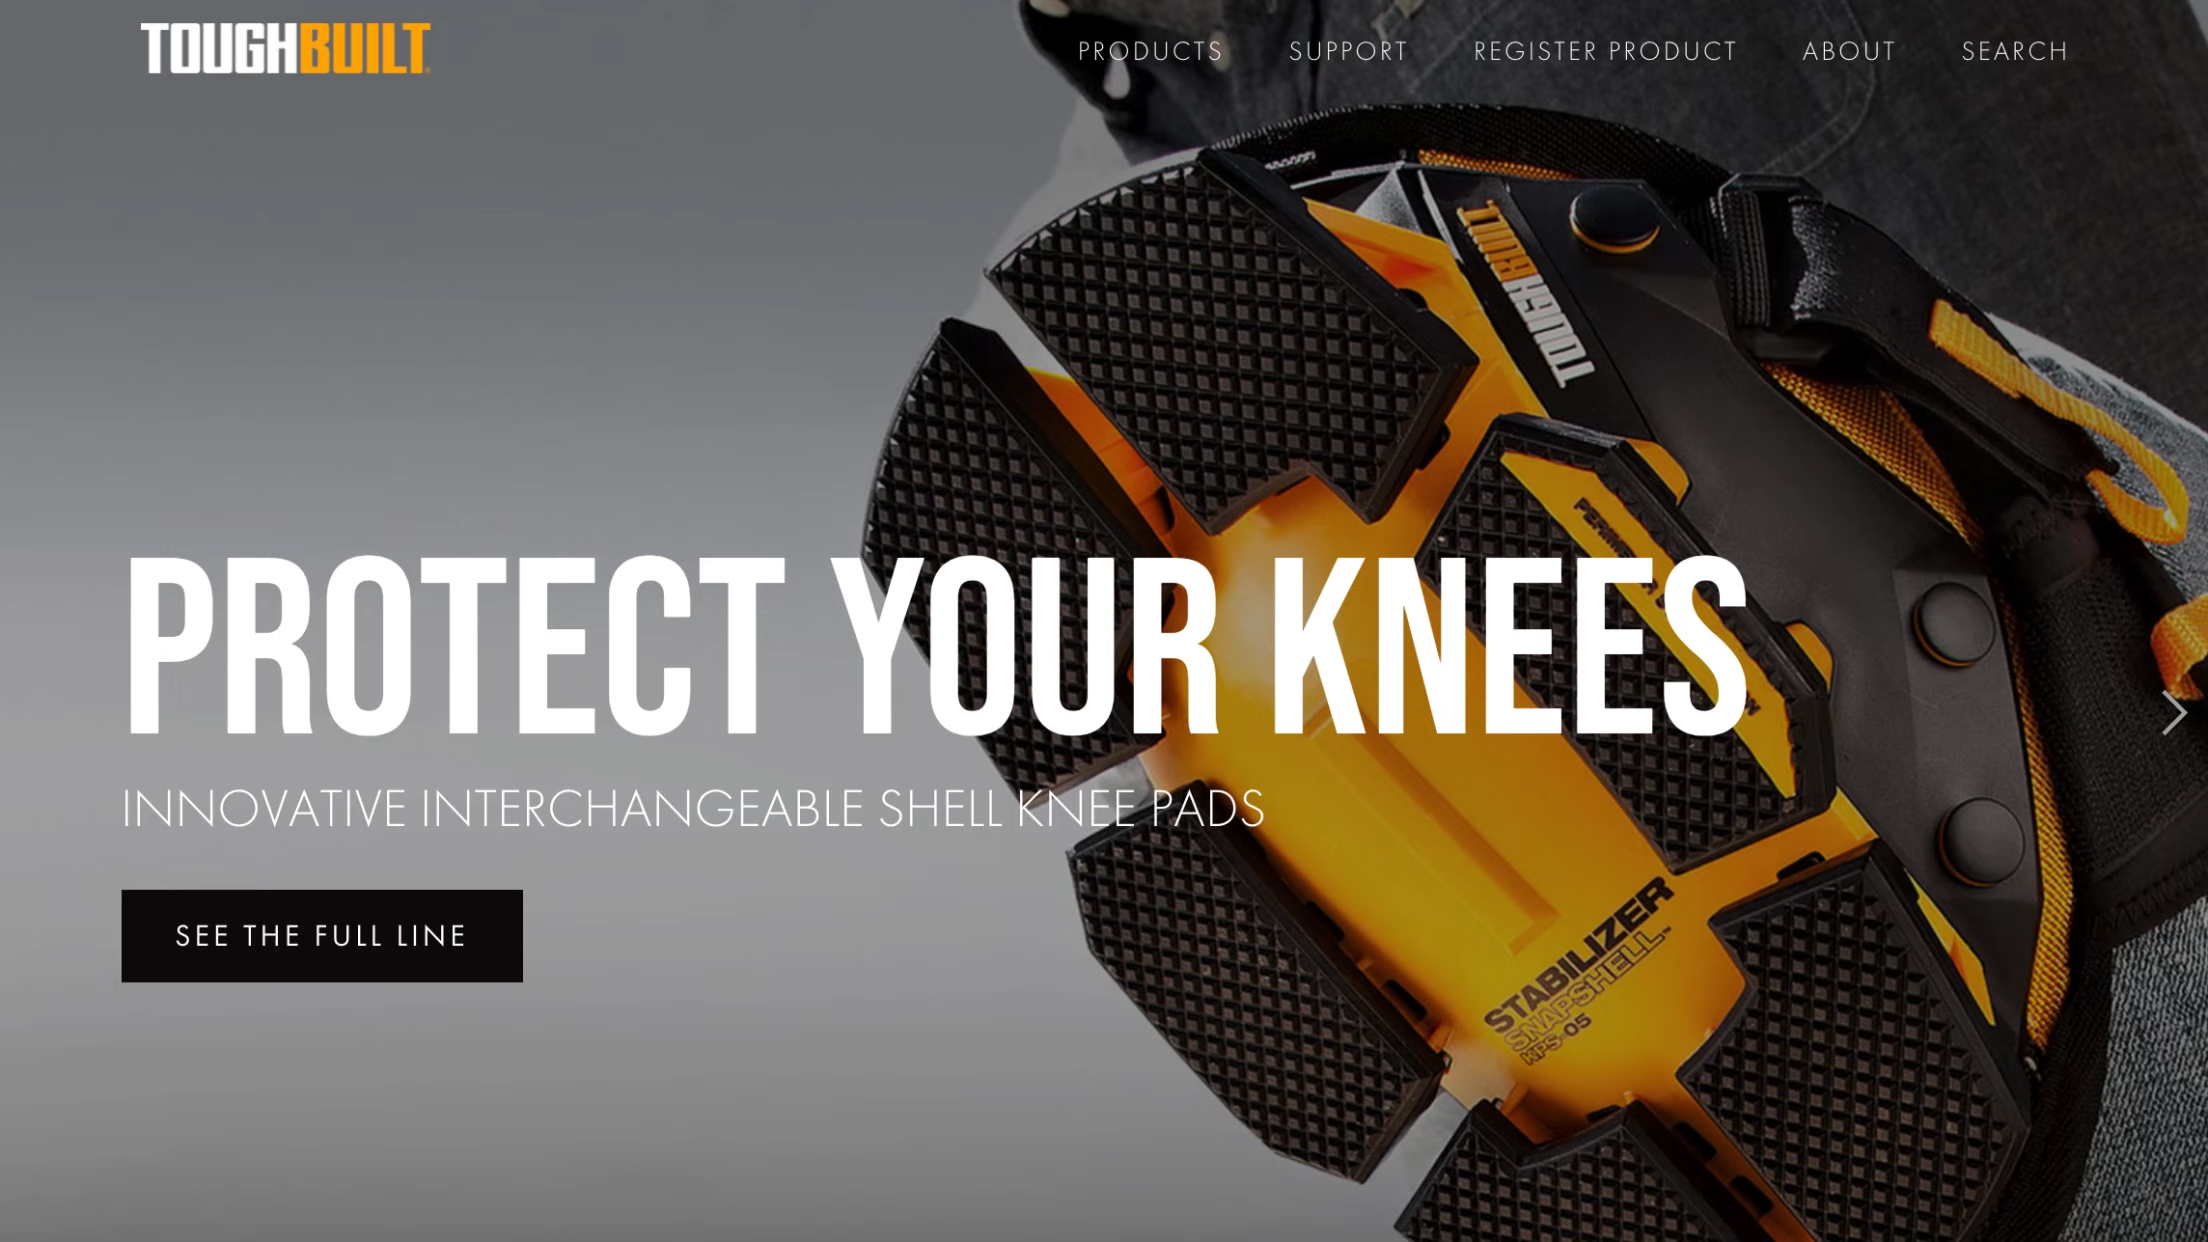 TOUGHBUILT
PRODUCTS SUPPORT REGISTER PRODUCT ABOUT SEARCH
TOUGHBUILT
PROTECT YOUR KNEES
INNOVATIVE INTERCHANGEABLE SHELL KNEE PADS
SEE THE FULL LINE
STABILIZER
SNAPSHELL™
KPS-05